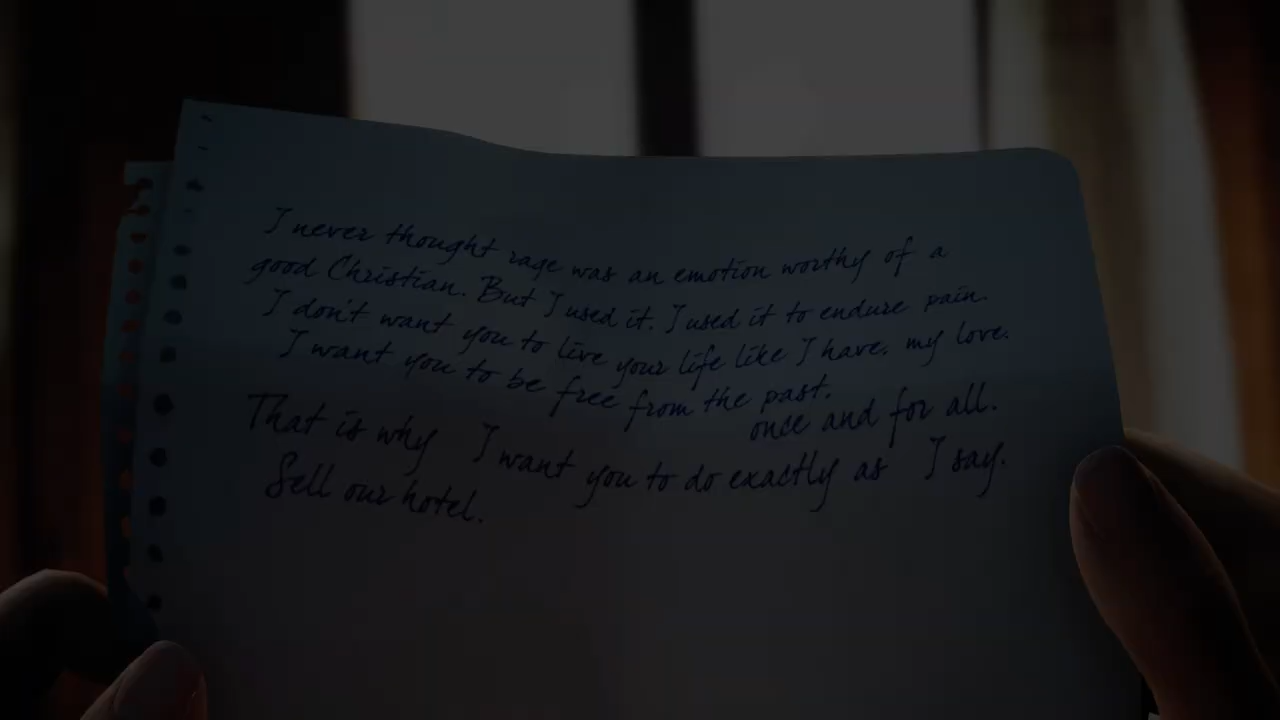 I never thought rage was an emotion worthy of a
good Christian. But I used it. I used it to endure pain.
I don't want you to live your life like I have, my love.
I want you to be free from the past.
once and for all.
That is why I want you to do exactly as I say.
Sell our hotel.